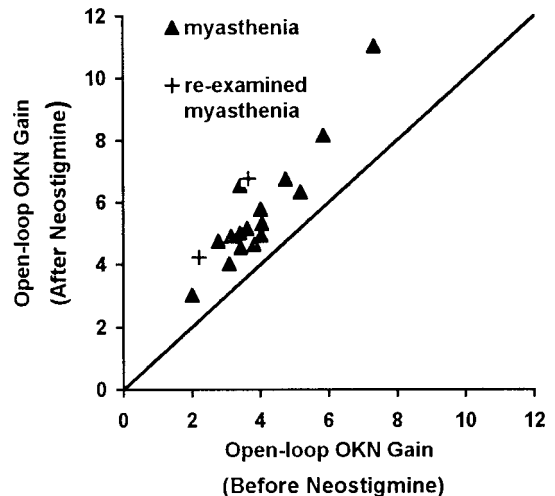 12
10
8
6
4
2
0
Open-loop OKN Gain
(After Neostigmine)
myasthenia
re-examined
myasthenia
0 2 4 6 8 10 12
Open-loop OKN Gain
(Before Neostigmine)